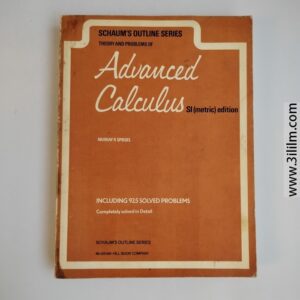 SCHAUM'S OUTLINE SERIES
THEORY AND PROBLEMS OF
Advanced
Calculus SI (metric) edition
MURRAY R. SPIEGEL
INCLUDING 925 SOLVED PROBLEMS
Completely solved in Detail
SCHAUM'S OUTLINE SERIES
McGRAW-HILL BOOK COMPANY
www.3ililm.com